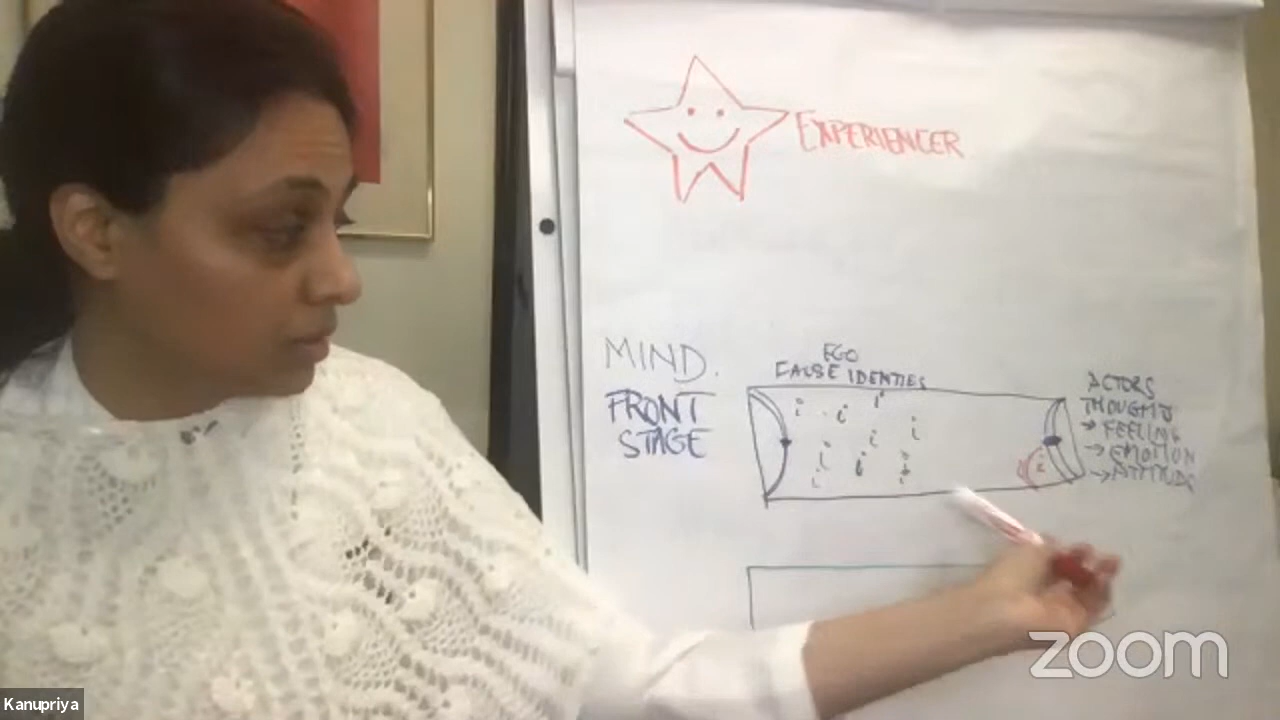 EXPERIENCER
MIND.
FRONT
STAGE
EGO
FALSE IDENTIES
i i i i i i i i i i i
i
ACTORS
THOUGHTS
→ FEELING
→ EMOTION
→ ATTITUDE
Kanupriya
zoom